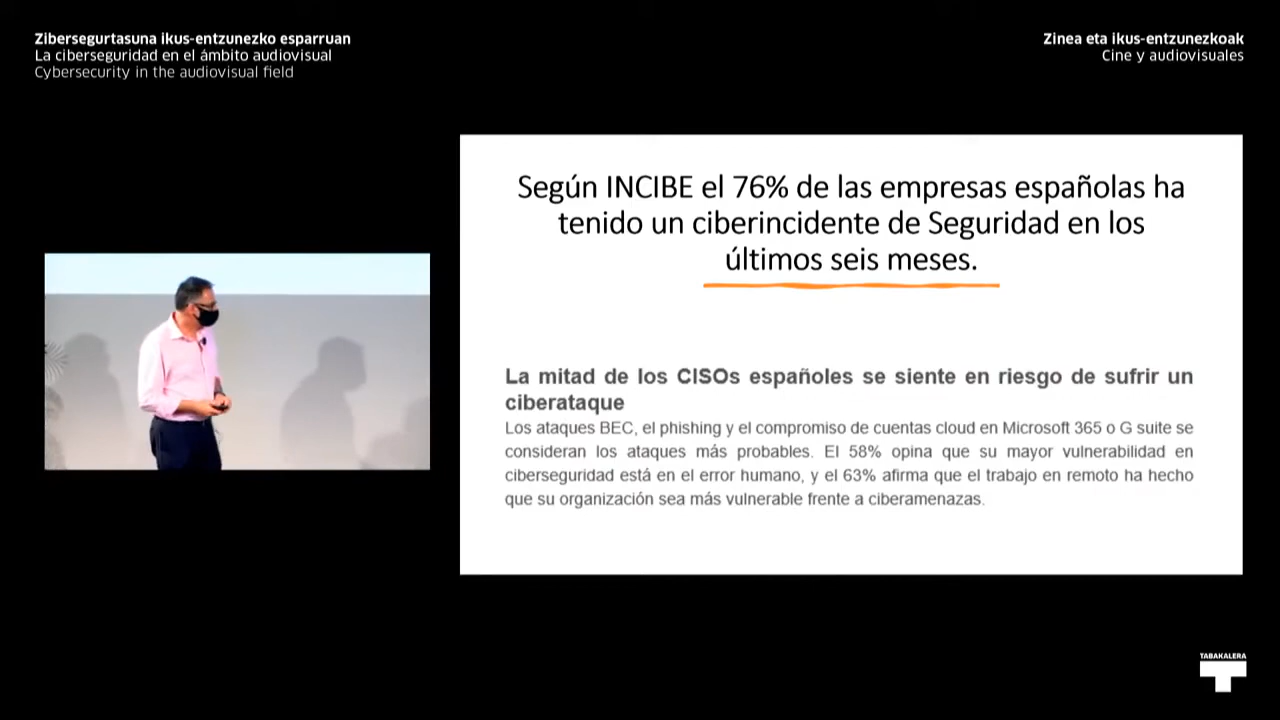 Zibersegurtasuna ikus-entzunezko esparruan
La ciberseguridad en el ámbito audiovisual
Cybersecurity in the audiovisual field
Zinea eta ikus-entzunezkoak
Cine y audiovisuales
Según INCIBE el 76% de las empresas españolas ha
tenido un ciberincidente de Seguridad en los
últimos seis meses.
La mitad de los CISOs españoles se siente en riesgo de sufrir un
ciberataque
Los ataques BEC, el phishing y el compromiso de cuentas cloud en Microsoft 365 o G suite se
consideran los ataques más probables. El 58% opina que su mayor vulnerabilidad en
ciberseguridad está en el error humano, y el 63% afirma que el trabajo en remoto ha hecho
que su organización sea más vulnerable frente a ciberamenazas.
TABAKALERA